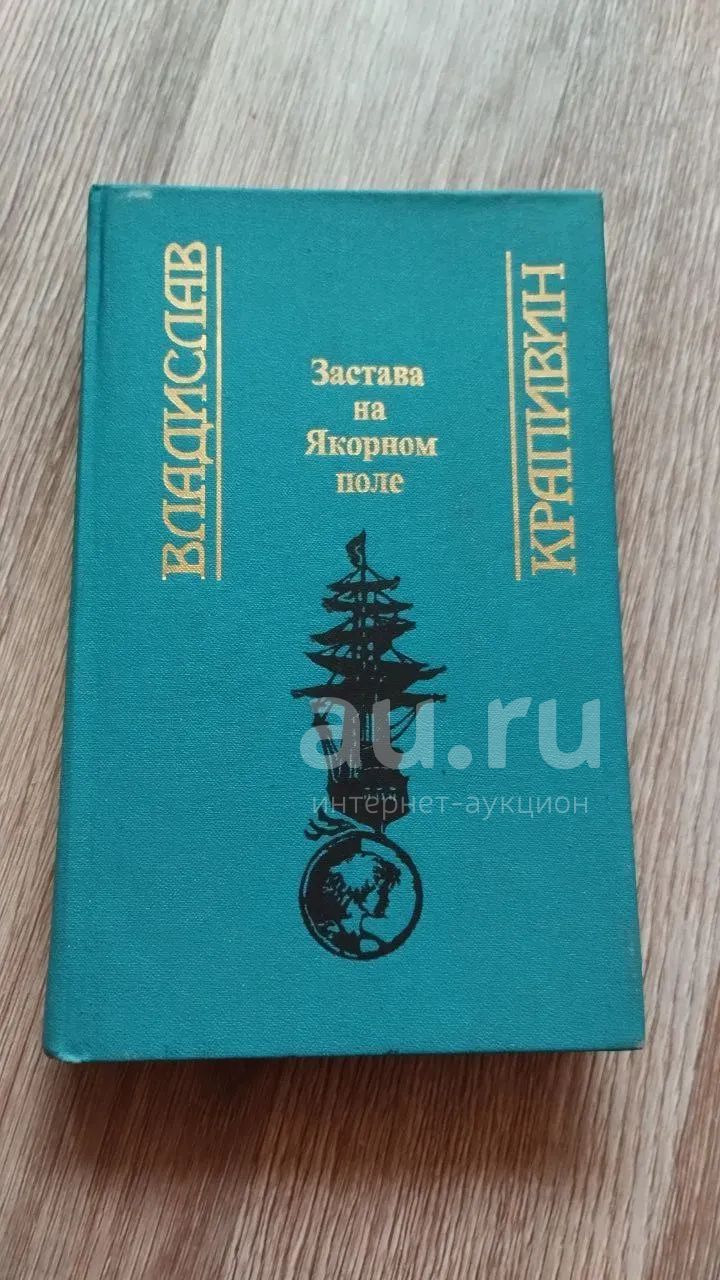 ВЛАДИСЛАВ
КРАПИВИН
Застава
на
Якорном
поле
au.ru
интернет-аукцион